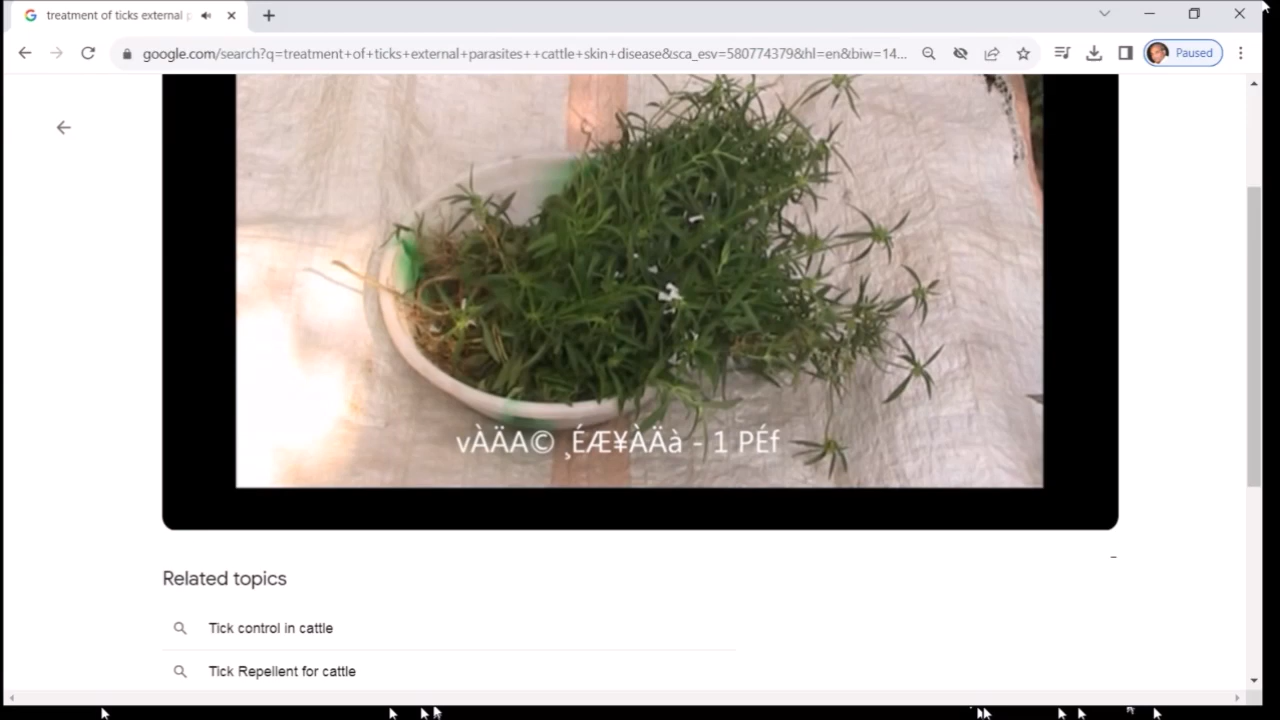 treatment of ticks external p
google.com/search?q=treatment+of+ticks+external+parasites++cattle+skin+disease&sca_esv=580774379&hl=en&biw=14...
Paused
vÀÄA© ¸ÉÆ¥ÀÄà - 1 PÉf
Related topics
Tick control in cattle
Tick Repellent for cattle